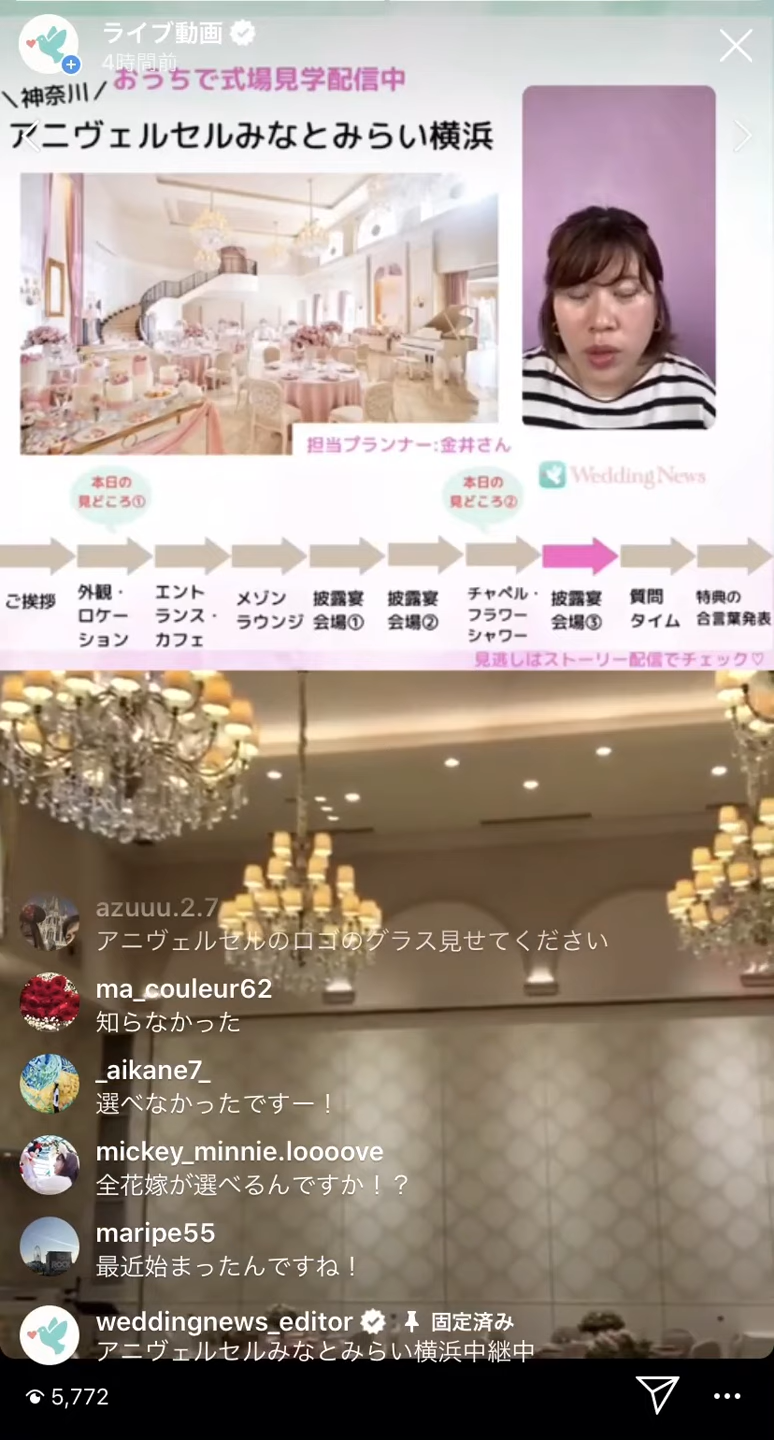 ライブ動画
4時間前
おうちで式場見学配信中
＼神奈川／
アニヴェルセルみなとみらい横浜
担当プランナー:金井さん
WeddingNews
本日の
見どころ①
本日の
見どころ②
ご挨拶
外観・
ロケー
ション
エント
ランス・
カフェ
メゾン
ラウンジ
披露宴
会場①
披露宴
会場②
チャペル・
フラワー
シャワー
披露宴
会場③
質問
タイム
特典の
合言葉発表
見逃しはストーリー配信でチェック♡
azuuu.2.7
アニヴェルセルのロゴのグラス見せてください
ma_couleur62
知らなかった
_aikane7_
選べなかったですー！
mickey_minnie.loooove
全花嫁が選べるんですか！？
maripe55
最近始まったんですね！
weddingnews_editor 固定済み
アニヴェルセルみなとみらい横浜中継中
5,772